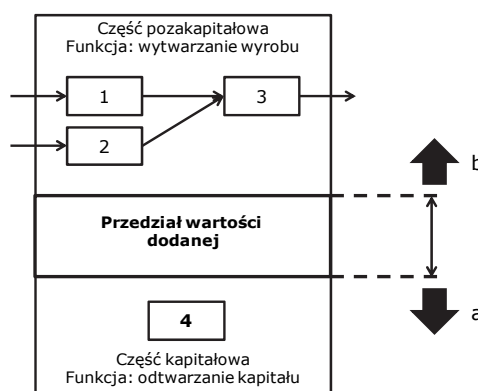 Część pozakapitałowa
Funkcja: wytwarzanie wyrobu
1
3
2
b
Przedział wartości
dodanej
a
4
Część kapitałowa
Funkcja: odtwarzanie kapitału